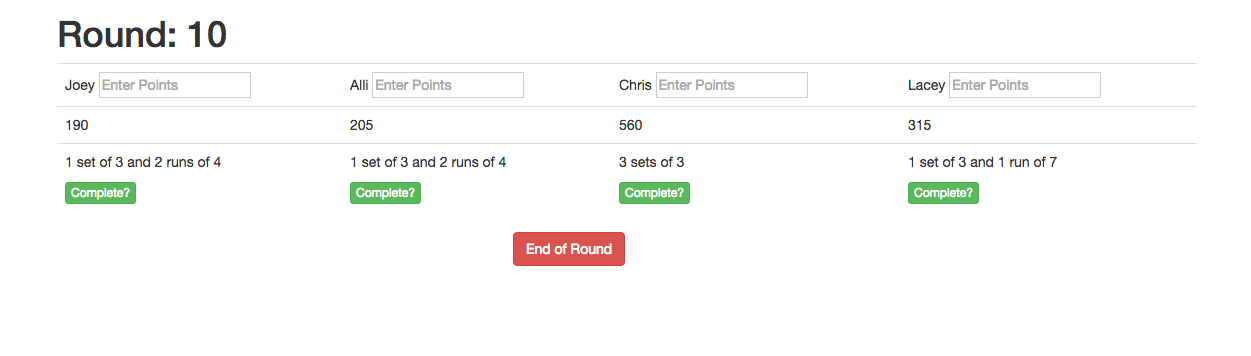 Round: 10
Joey Enter Points Alli Enter Points Chris Enter Points Lacey Enter Points
190 205 560 315
1 set of 3 and 2 runs of 4 1 set of 3 and 2 runs of 4 3 sets of 3 1 set of 3 and 1 run of 7
Complete? Complete? Complete? Complete?
End of Round